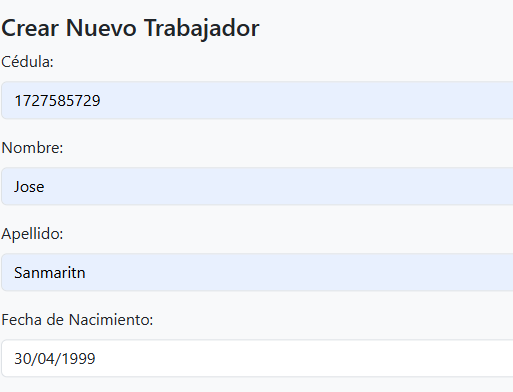 Crear Nuevo Trabajador
Cédula:
1727585729
Nombre:
Jose
Apellido:
Sanmaritn
Fecha de Nacimiento:
30/04/1999